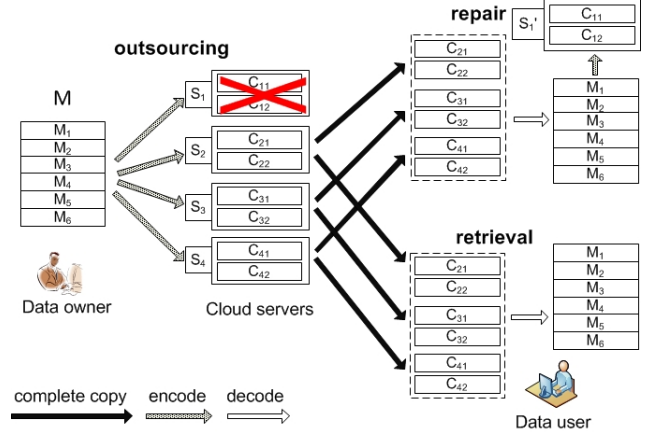 outsourcing
M
M1
M2
M3
M4
M5
M6
Data owner
S1
C11
C12
S2
C21
C22
S3
C31
C32
S4
C41
C42
Cloud servers
repair
S1'
C11
C12
C21
C22
C31
C32
C41
C42
M1
M2
M3
M4
M5
M6
retrieval
C21
C22
C31
C32
C41
C42
M1
M2
M3
M4
M5
M6
Data user
complete copy
encode
decode